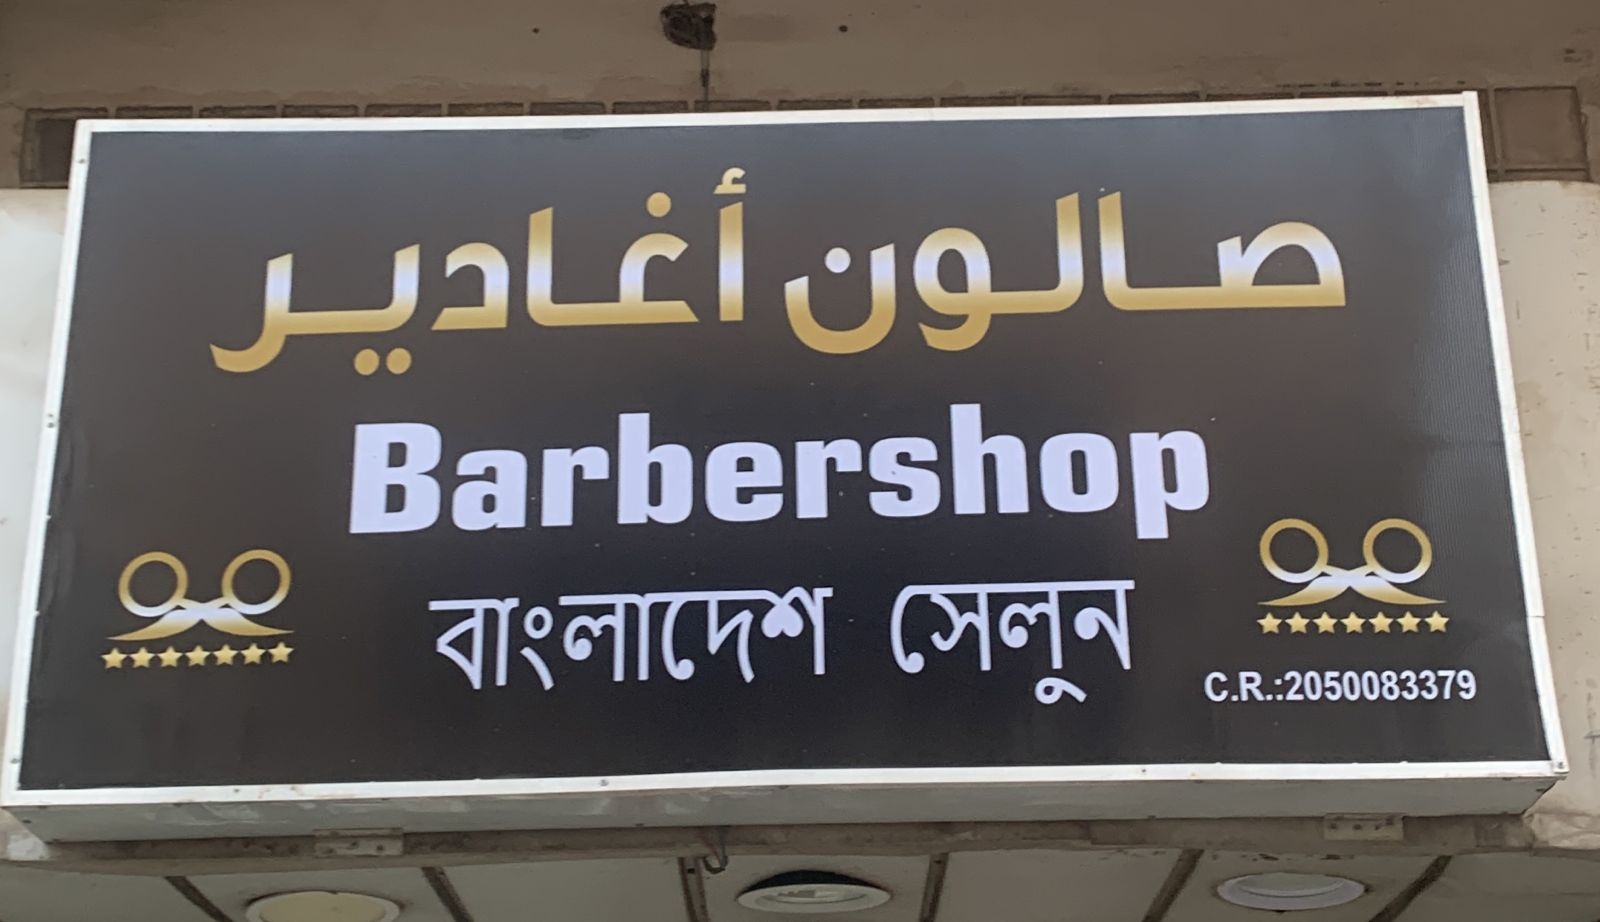 صالون أغادير
Barbershop
বাংলাদেশ সেলুন
C.R.:2050083379